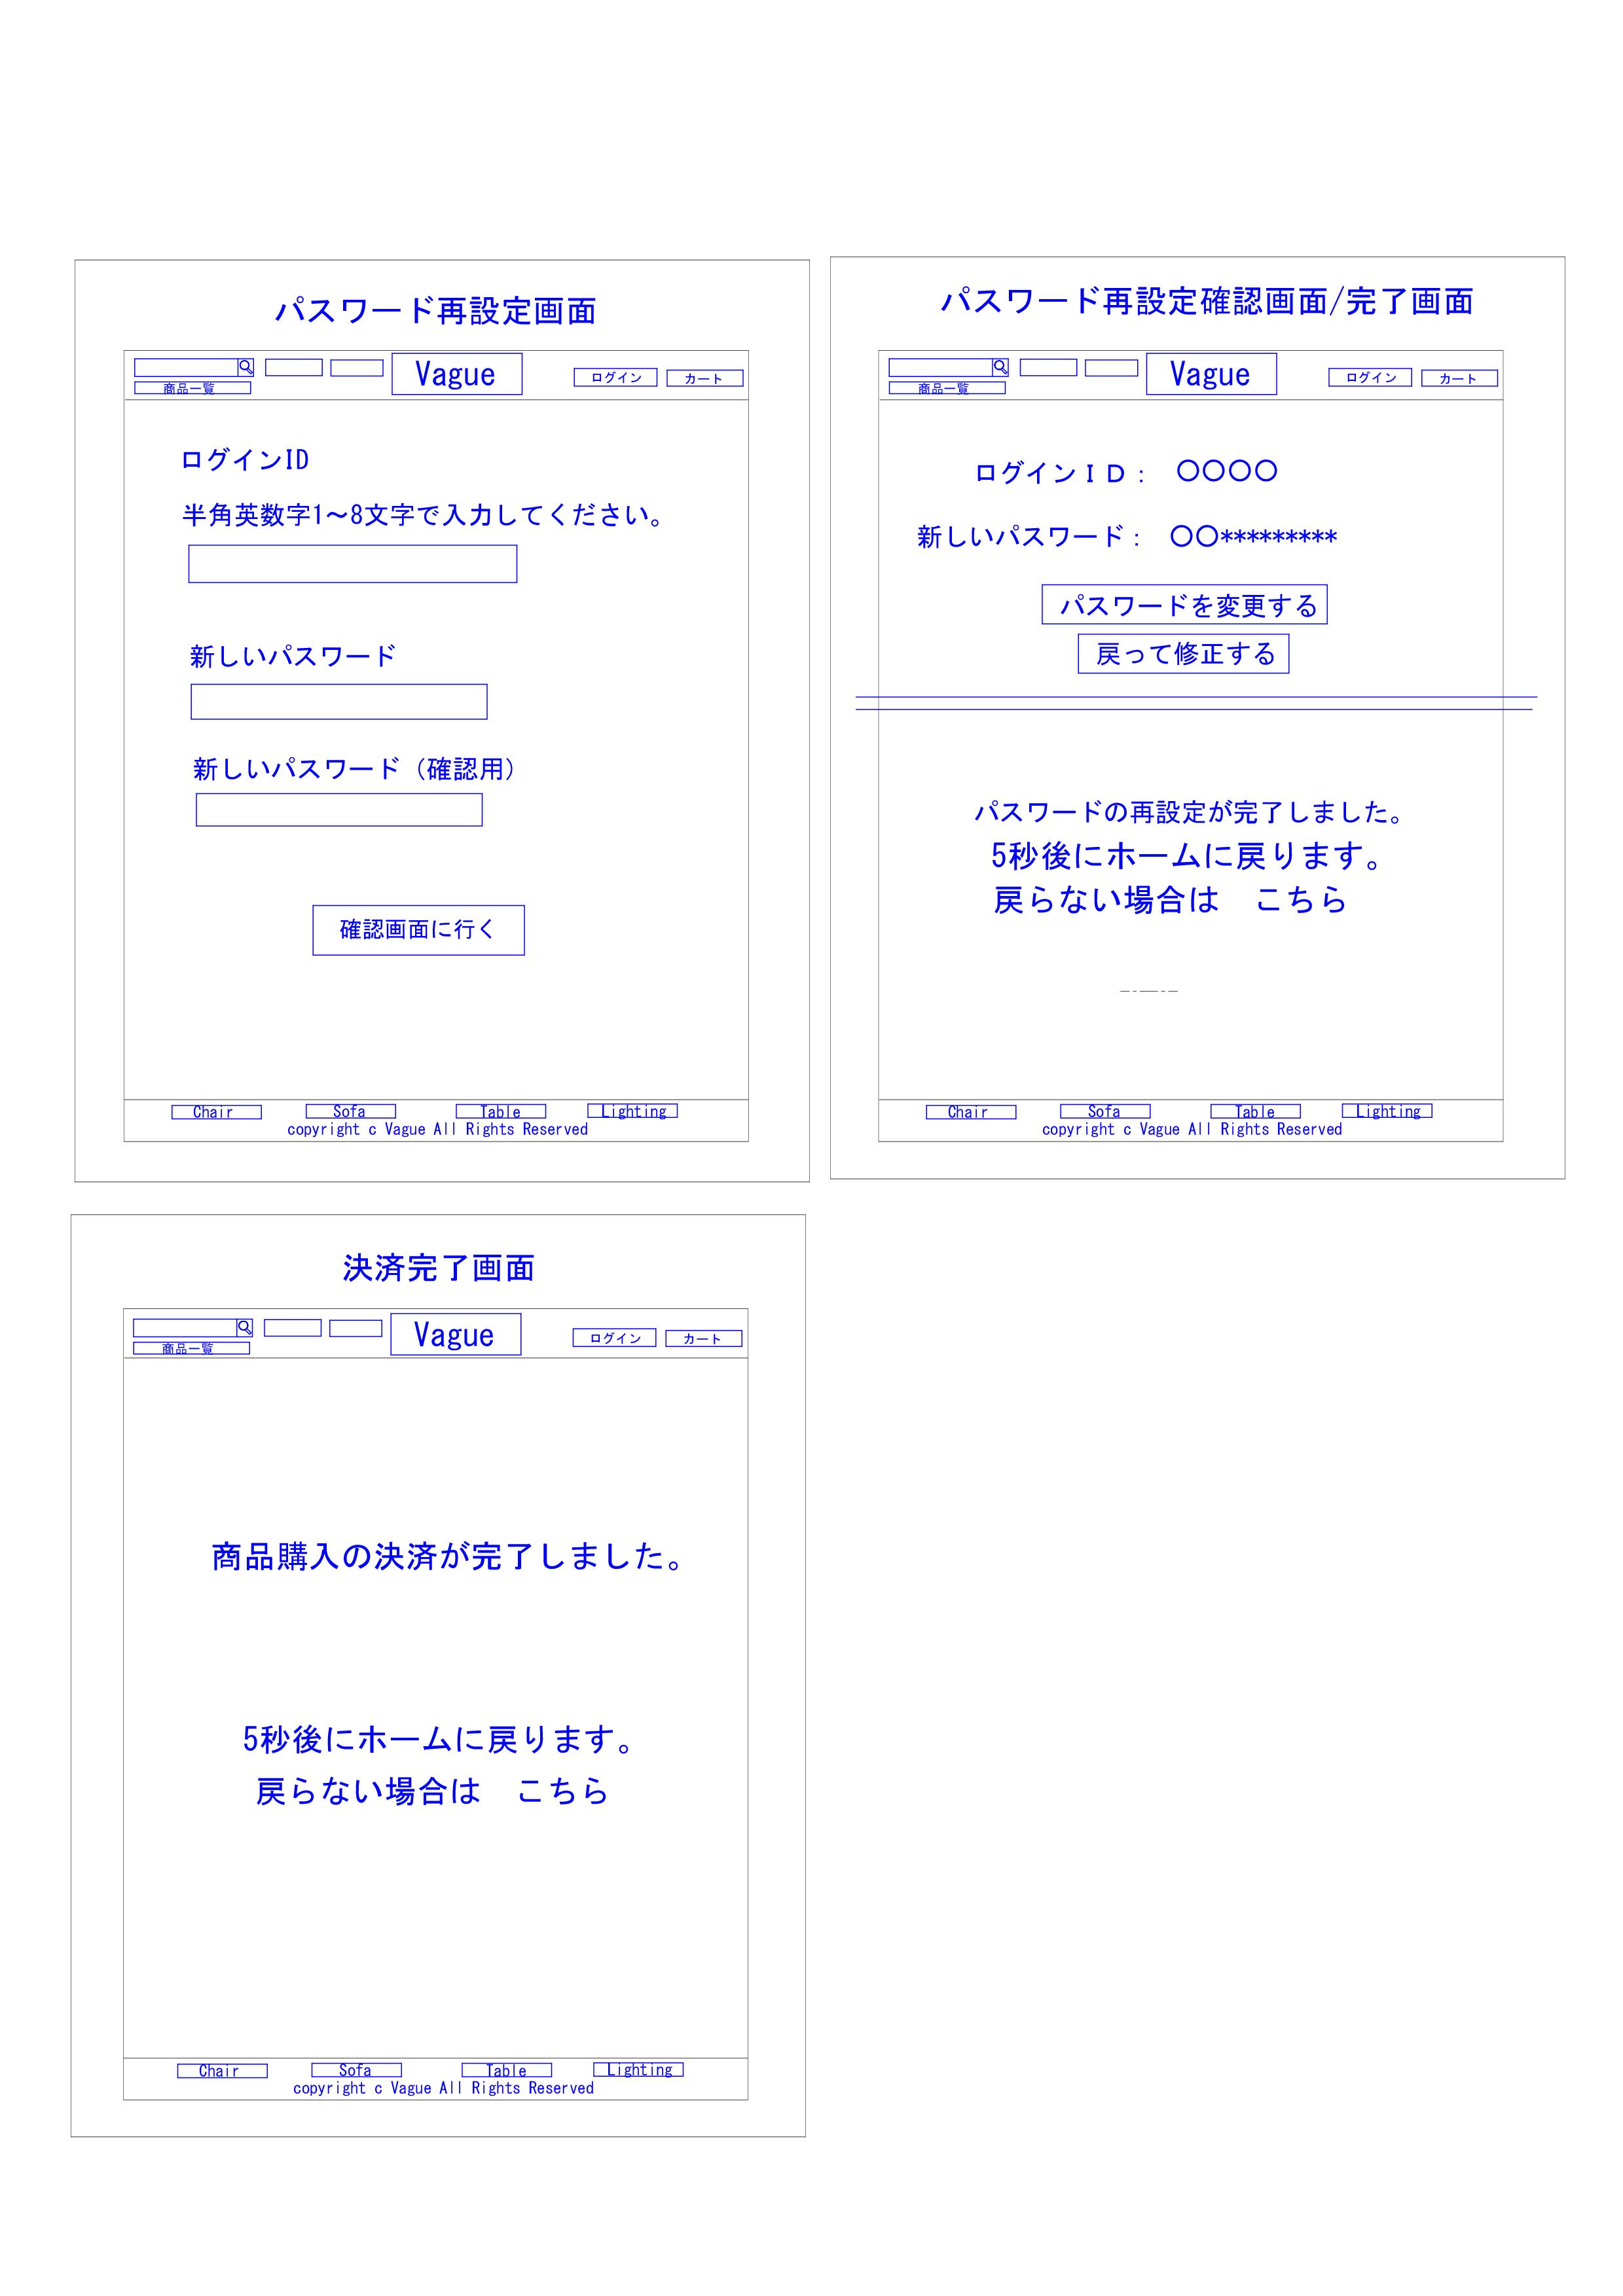 パスワード再設定画面
Vague
ログイン
カート
商品一覧
ログインID
半角英数字1～8文字で入力してください。
新しいパスワード
新しいパスワード（確認用）
確認画面に行く
Chair Sofa Table Lighting
copyright c Vague All Rights Reserved
パスワード再設定確認画面/完了画面
Vague
ログイン
カート
商品一覧
ログインＩＤ： 〇〇〇〇
新しいパスワード： 〇〇*********
パスワードを変更する
戻って修正する
パスワードの再設定が完了しました。
5秒後にホームに戻ります。
戻らない場合は　こちら
Chair Sofa Table Lighting
copyright c Vague All Rights Reserved
決済完了画面
Vague
ログイン
カート
商品一覧
商品購入の決済が完了しました。
5秒後にホームに戻ります。
戻らない場合は　こちら
Chair Sofa Table Lighting
copyright c Vague All Rights Reserved